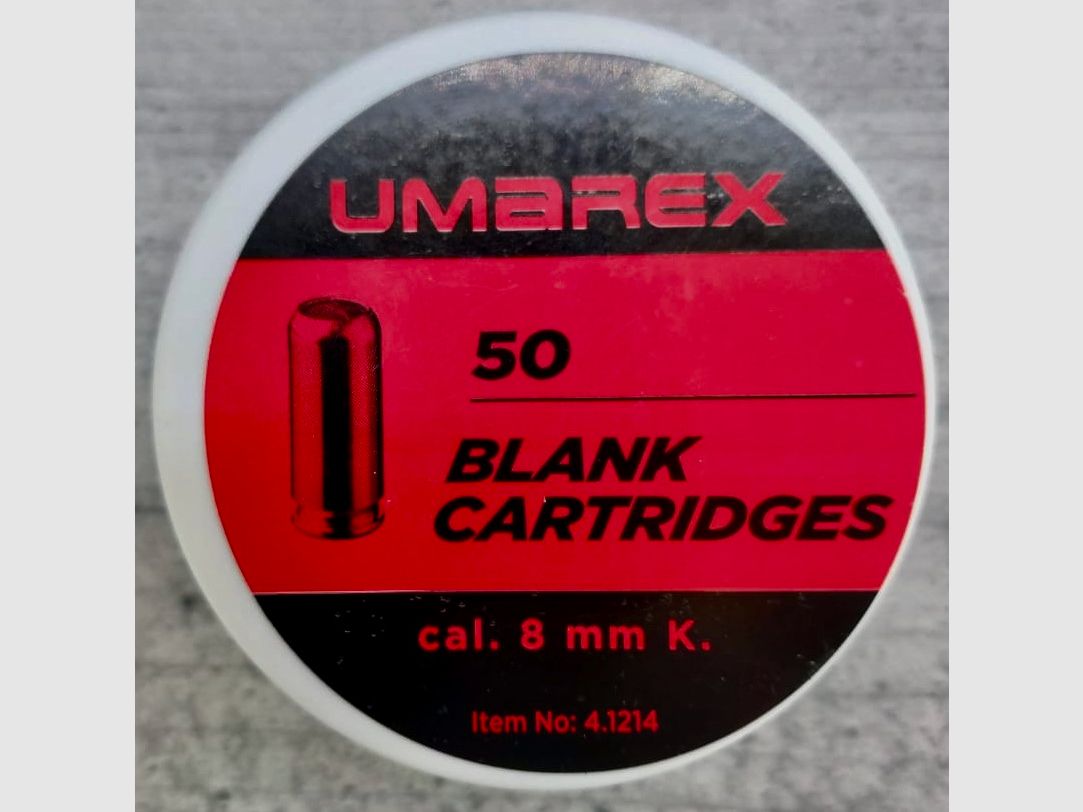 UMAREX
50
BLANK
CARTRIDGES
cal. 8 mm K.
Item No: 4.1214